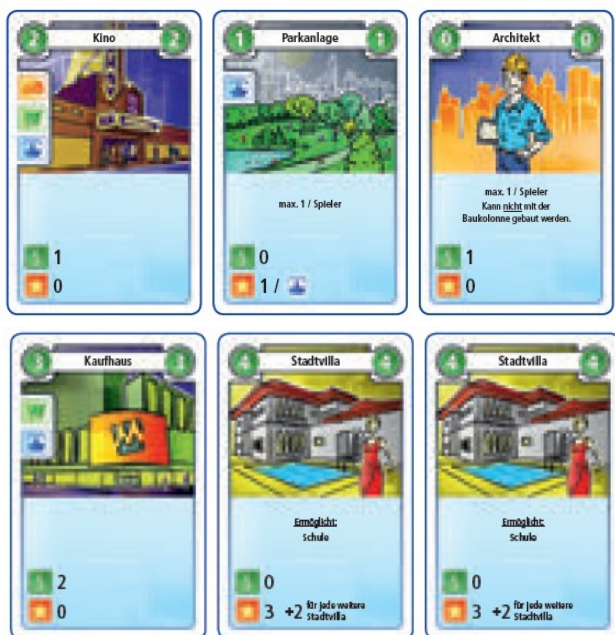 2 Kino 2
1
0
1 Parkanlage 1
max. 1 / Spieler
0
1 /
0 Architekt 0
max. 1 / Spieler
Kann nicht mit der
Baukolonne gebaut werden.
1
0
Kaufhaus 3
2
0
4 Stadtvilla 4
Ermöglicht:
Schule
0
3 +2 für jede weitere
Stadtvilla
4 Stadtvilla 4
Ermöglicht:
Schule
0
3 +2 für jede weitere
Stadtvilla